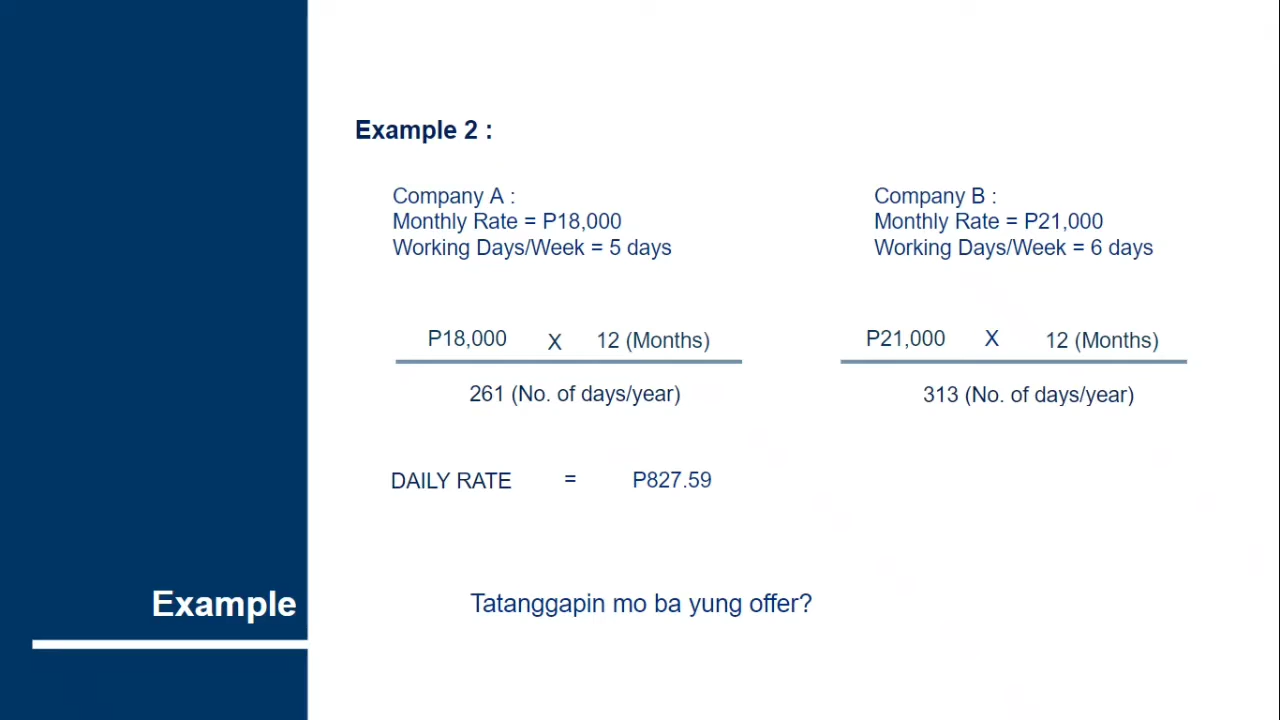 Example 2 :
Company A :
Monthly Rate = P18,000
Working Days/Week = 5 days
P18,000 X 12 (Months)
261 (No. of days/year)
Company B :
Monthly Rate = P21,000
Working Days/Week = 6 days
P21,000 X 12 (Months)
313 (No. of days/year)
DAILY RATE = P827.59
Tatanggapin mo ba yung offer?
Example